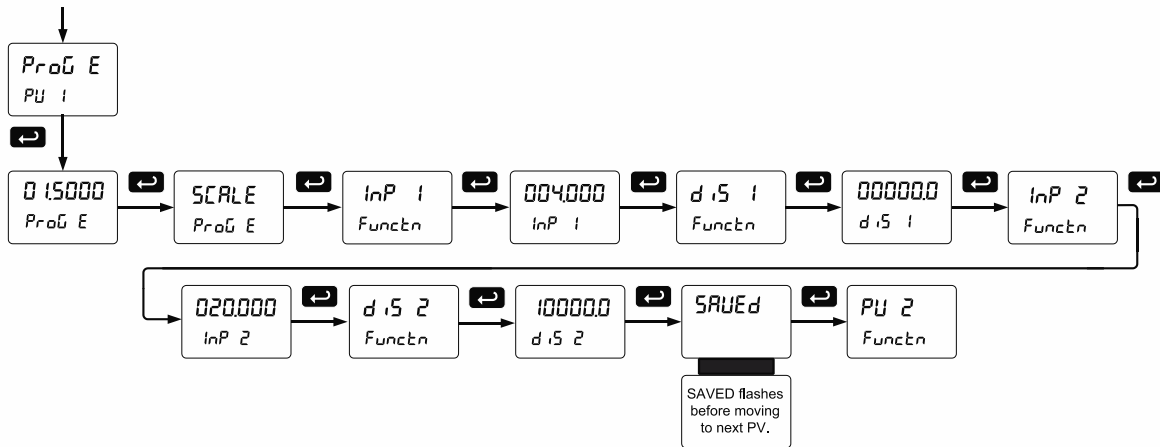 ProG E
PV 1
01.5000
ProG E
SCALE
ProG E
InP 1
Functn
004.000
InP 1
diS 1
Functn
00000.0
diS 1
InP 2
Functn
020.000
InP 2
diS 2
Functn
10000.0
diS 2
SAVEd
PV 2
Functn
SAVED flashes
before moving
to next PV.